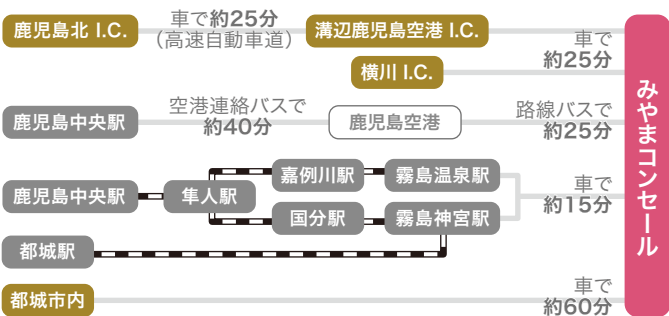 鹿児島北 I.C.
車で約25分
(高速自動車道)
溝辺鹿児島空港 I.C.
横川 I.C.
車で
約25分
鹿児島中央駅
空港連絡バスで
約40分
鹿児島空港
路線バスで
約25分
鹿児島中央駅
隼人駅
嘉例川駅
霧島温泉駅
国分駅
霧島神宮駅
車で
約15分
都城駅
都城市内
車で
約60分
みやまコンセール